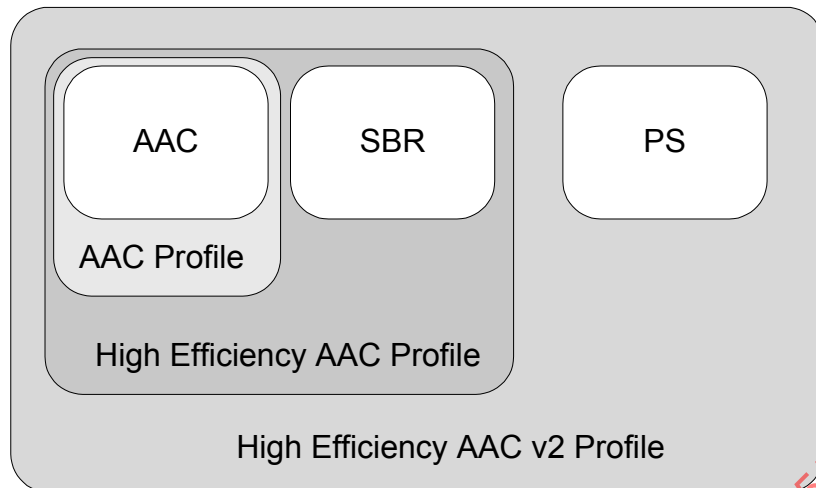 AAC
SBR
PS
AAC Profile
High Efficiency AAC Profile
High Efficiency AAC v2 Profile